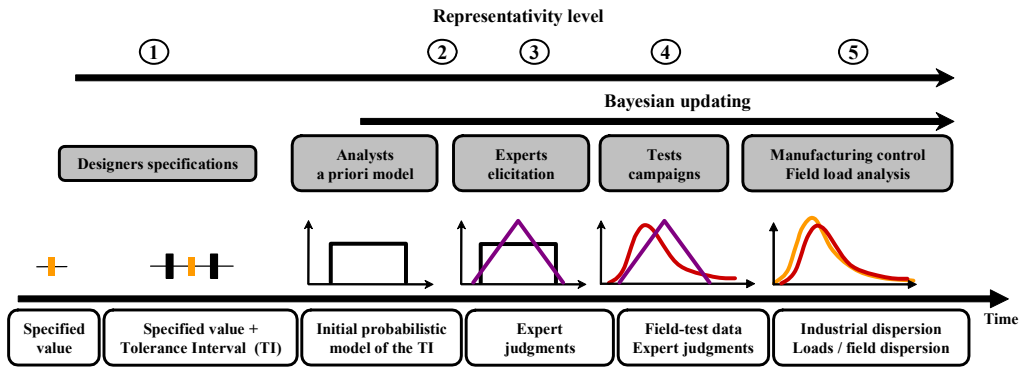 Representativity level
1 2 3 4 5
Bayesian updating
Designers specifications
Analysts
a priori model
Experts
elicitation
Tests
campaigns
Manufacturing control
Field load analysis
Time
Specified
value
Specified value +
Tolerance Interval (TI)
Initial probabilistic
model of the TI
Expert
judgments
Field-test data
Expert judgments
Industrial dispersion
Loads / field dispersion